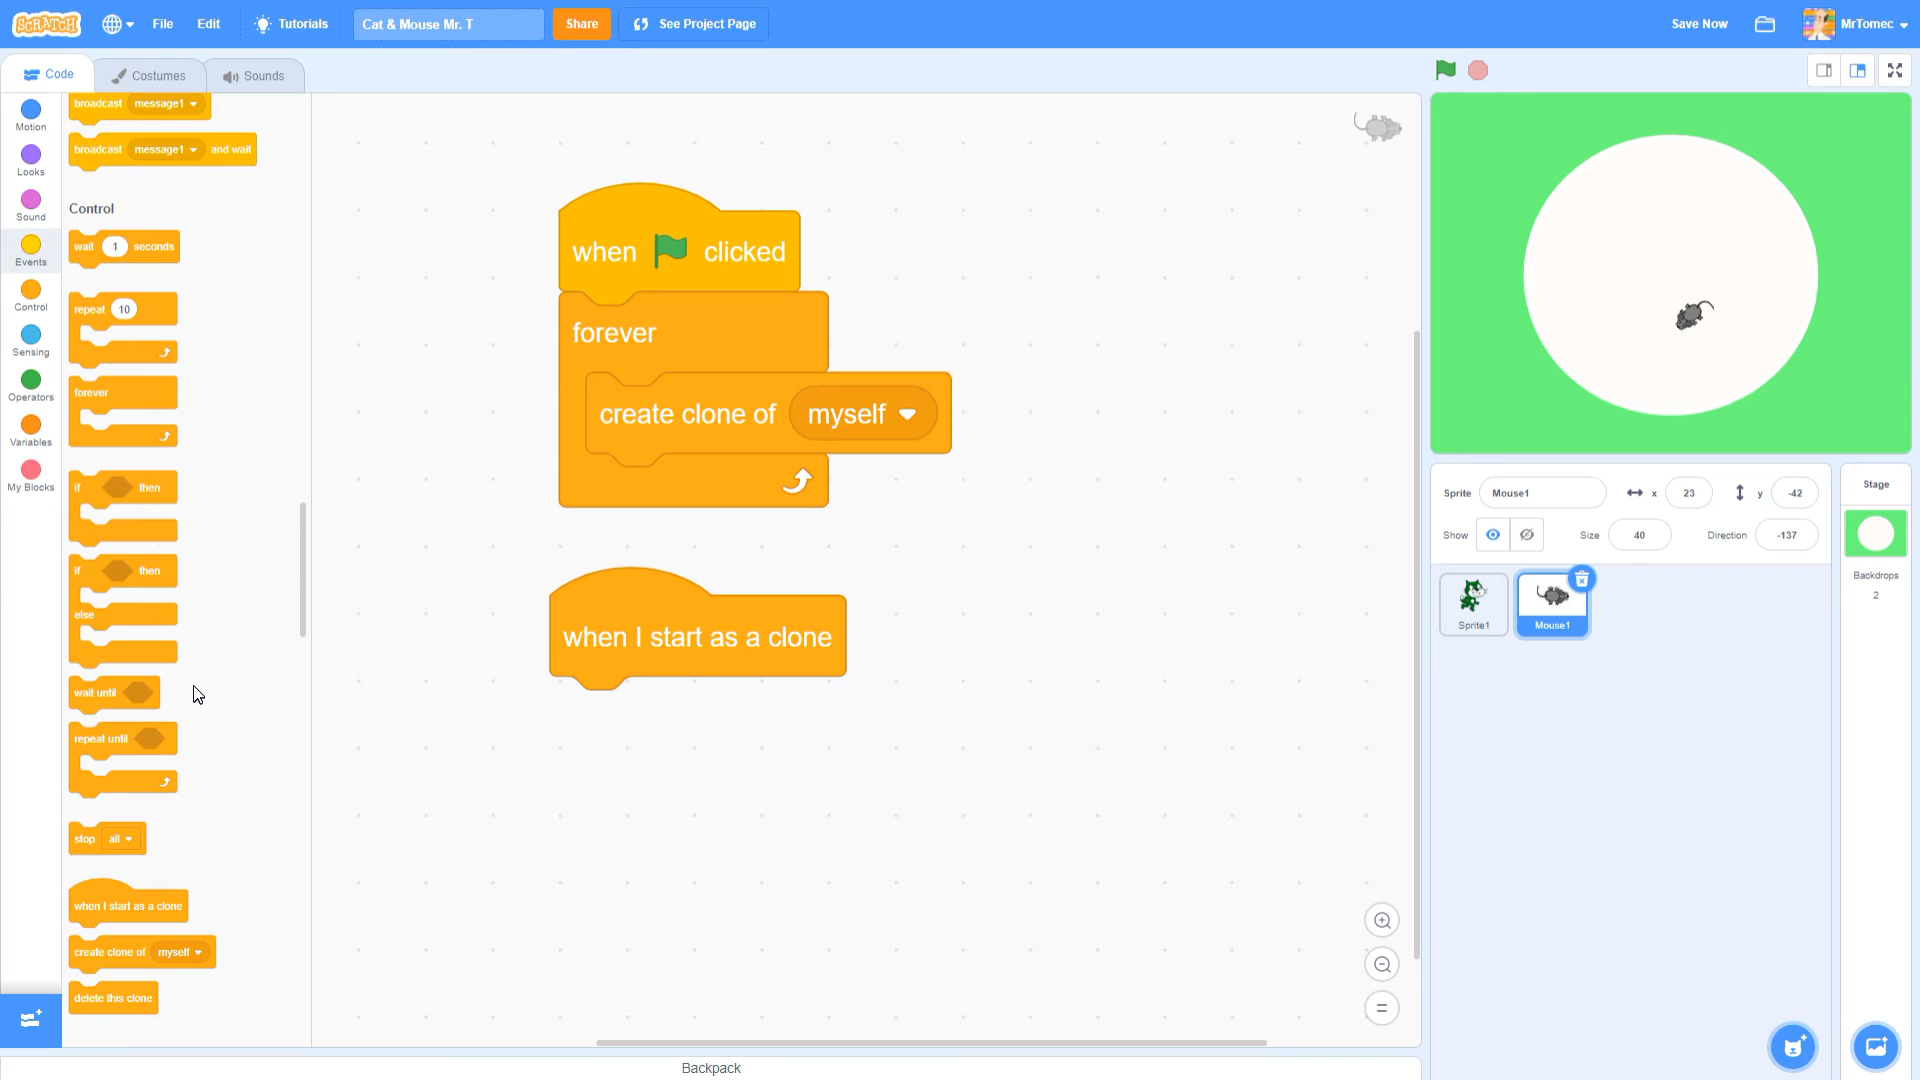 SCRATCH
File
Edit
Tutorials
Cat & Mouse Mr. T
Share
See Project Page
Save Now
MrTomec
Code
Costumes
Sounds
Motion
Looks
Sound
Events
Control
Sensing
Operators
Variables
My Blocks
broadcast message1
broadcast message1 and wait
Control
wait 1 seconds
repeat 10
forever
if then
if then
else
wait until
repeat until
stop all
when I start as a clone
create clone of myself
delete this clone
when clicked
forever
create clone of myself
when I start as a clone
Sprite Mouse1 x 23 y -42
Show Size 40 Direction -137
Sprite1
Mouse1
Stage
Backdrops
2
Backpack